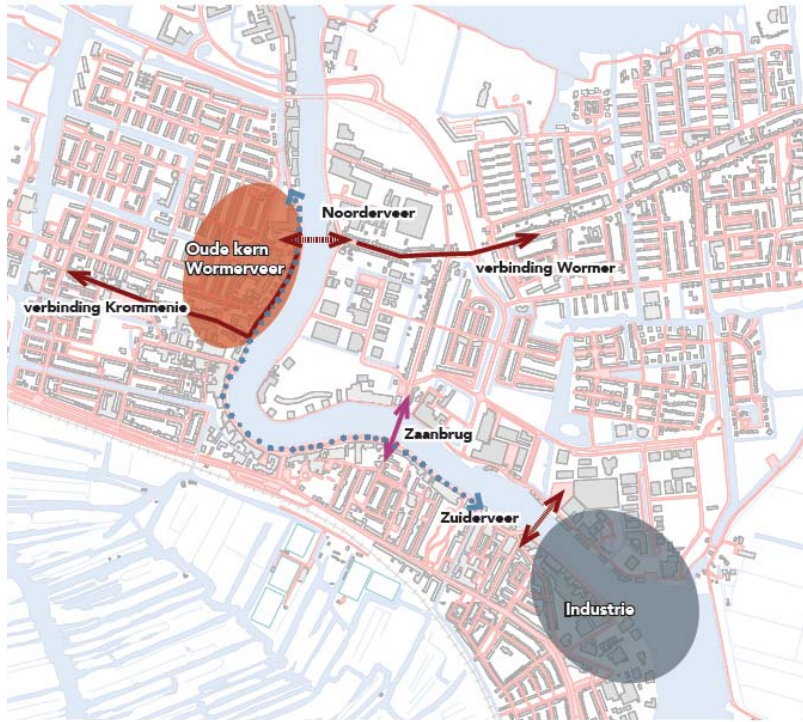 Noorderveer
Oude kern
Wormerveer
verbinding Wormer
verbinding Krommenie
Zaanbrug
Zuiderveer
Industrie